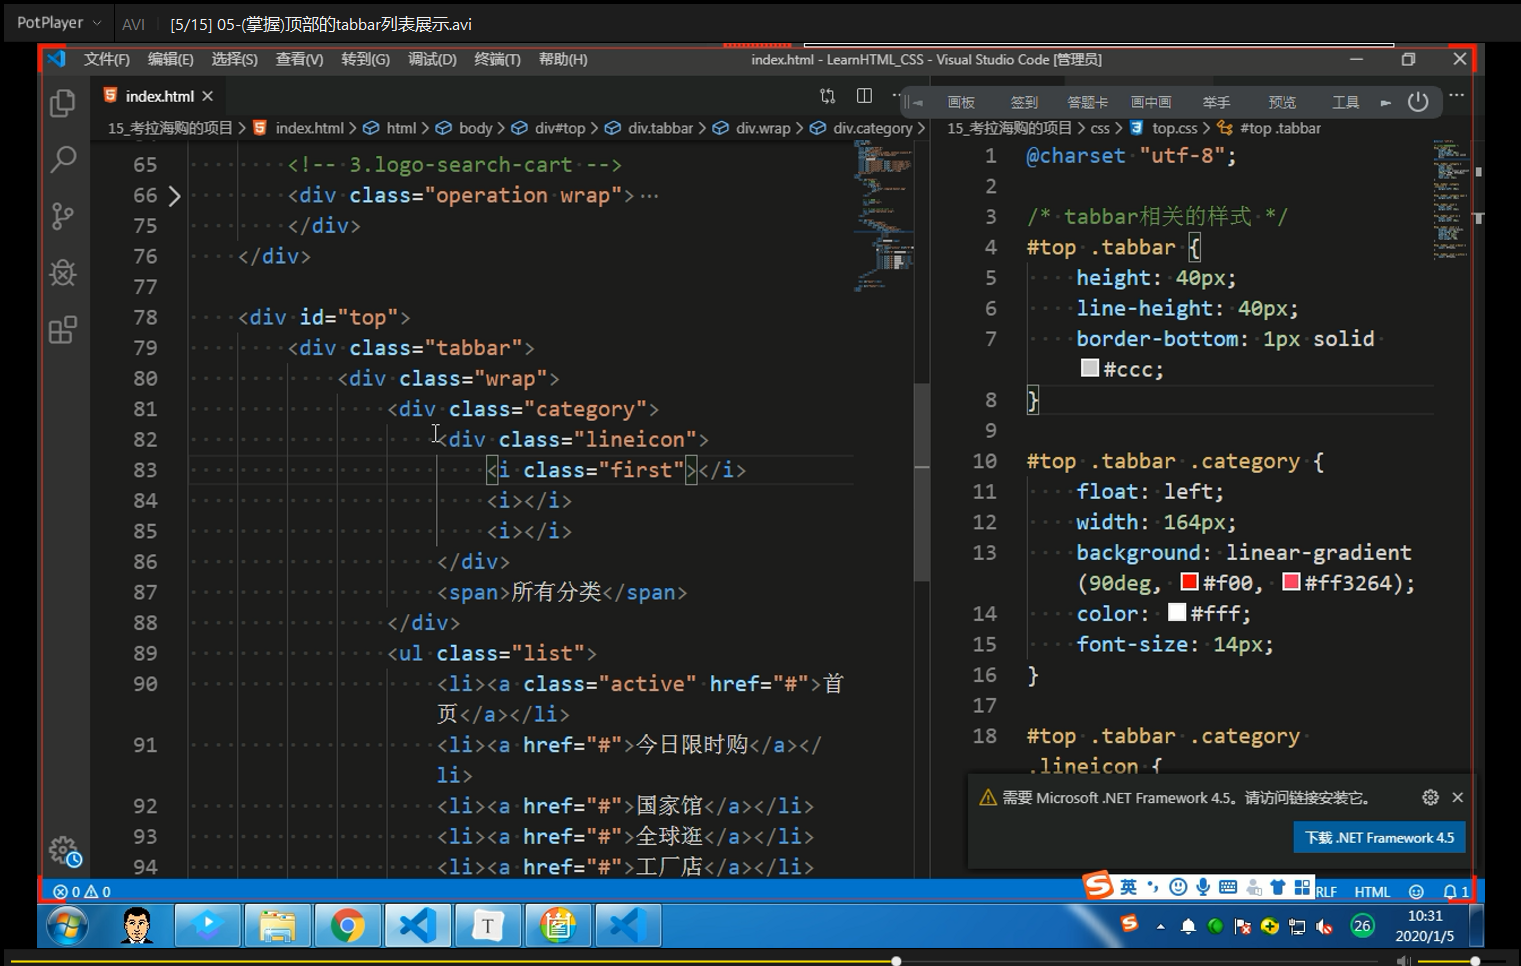 PotPlayer
AVI
[5/15] 05-(掌握)顶部的tabbar列表展示.avi
文件(F) 编辑(E) 选择(S) 查看(V) 转到(G) 调试(D) 终端(T) 帮助(H)
index.html - LearnHTML_CSS - Visual Studio Code [管理员]
index.html
画板 签到 答题卡 画中画 举手 预览 工具
15_考拉海购的项目 > index.html > html > body > div#top > div.tabbar > div.wrap > div.category >
65 <!-- 3.logo-search-cart -->
66 <div class="operation wrap">…
75 </div>
76 </div>
77
78 <div id="top">
79 <div class="tabbar">
80 <div class="wrap">
81 <div class="category">
82 <div class="lineicon">
83 <i class="first"></i>
84 <i></i>
85 <i></i>
86 </div>
87 <span>所有分类</span>
88 </div>
89 <ul class="list">
90 <li><a class="active" href="#">首
页</a></li>
91 <li><a href="#">今日限时购</a></
li>
92 <li><a href="#">国家馆</a></li>
93 <li><a href="#">全球逛</a></li>
94 <li><a href="#">工厂店</a></li>
15_考拉海购的项目 > css > top.css > #top .tabbar
1 @charset "utf-8";
2
3 /* tabbar相关的样式 */
4 #top .tabbar {
5 height: 40px;
6 line-height: 40px;
7 border-bottom: 1px solid
#ccc;
8 }
9
10 #top .tabbar .category {
11 float: left;
12 width: 164px;
13 background: linear-gradient
(90deg, #f00, #ff3264);
14 color: #fff;
15 font-size: 14px;
16 }
17
18 #top .tabbar .category
.lineicon {
需要 Microsoft .NET Framework 4.5。请访问链接安装它。
下载 .NET Framework 4.5
0 0
英
RLF HTML 1
T
26
10:31
2020/1/5